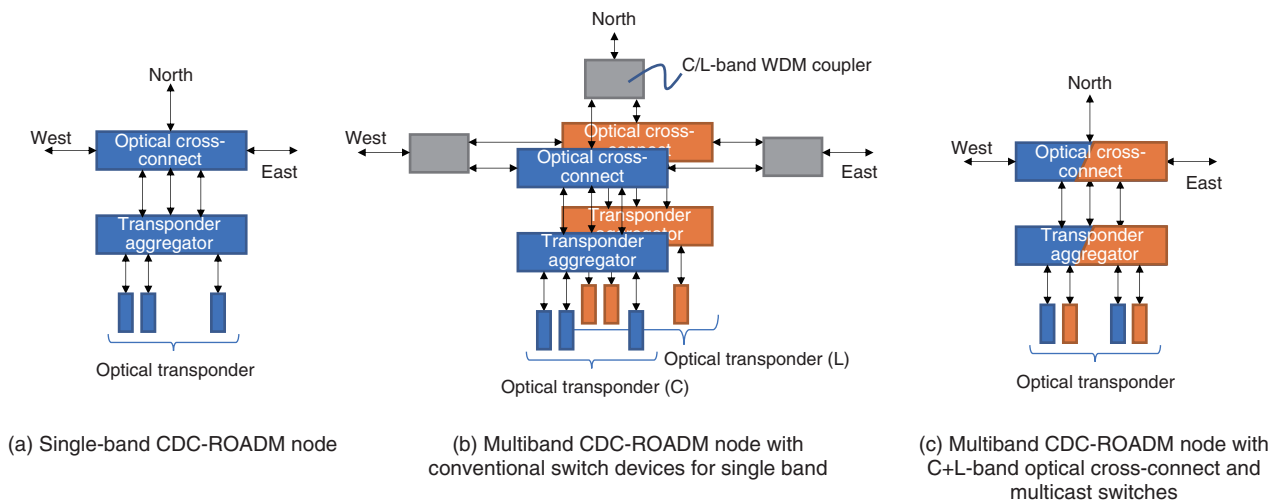 North
West
Optical cross-
connect
East
Transponder
aggregator
Optical transponder
(a) Single-band CDC-ROADM node
North
C/L-band WDM coupler
West
Optical cross-
connect
Optical cross-
connect
East
Transponder
aggregator
Transponder
aggregator
Optical transponder (L)
Optical transponder (C)
(b) Multiband CDC-ROADM node with
conventional switch devices for single band
North
West
Optical cross-
connect
East
Transponder
aggregator
Optical transponder
(c) Multiband CDC-ROADM node with
C+L-band optical cross-connect and
multicast switches